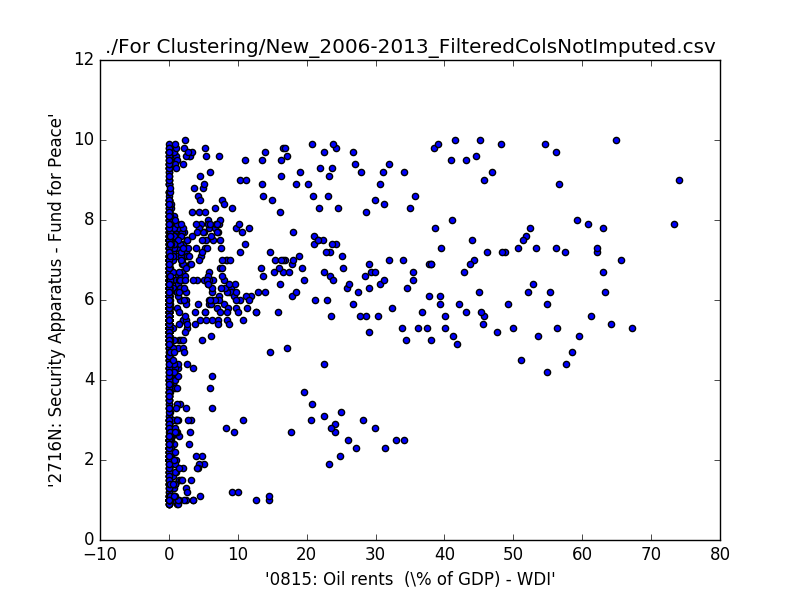 ./For Clustering/New_2006-2013_FilteredColsNotImputed.csv
12
10
8
6
4
2
0
'2716N: Security Apparatus - Fund for Peace'
−10 0 10 20 30 40 50 60 70 80
'0815: Oil rents  (\% of GDP) - WDI'